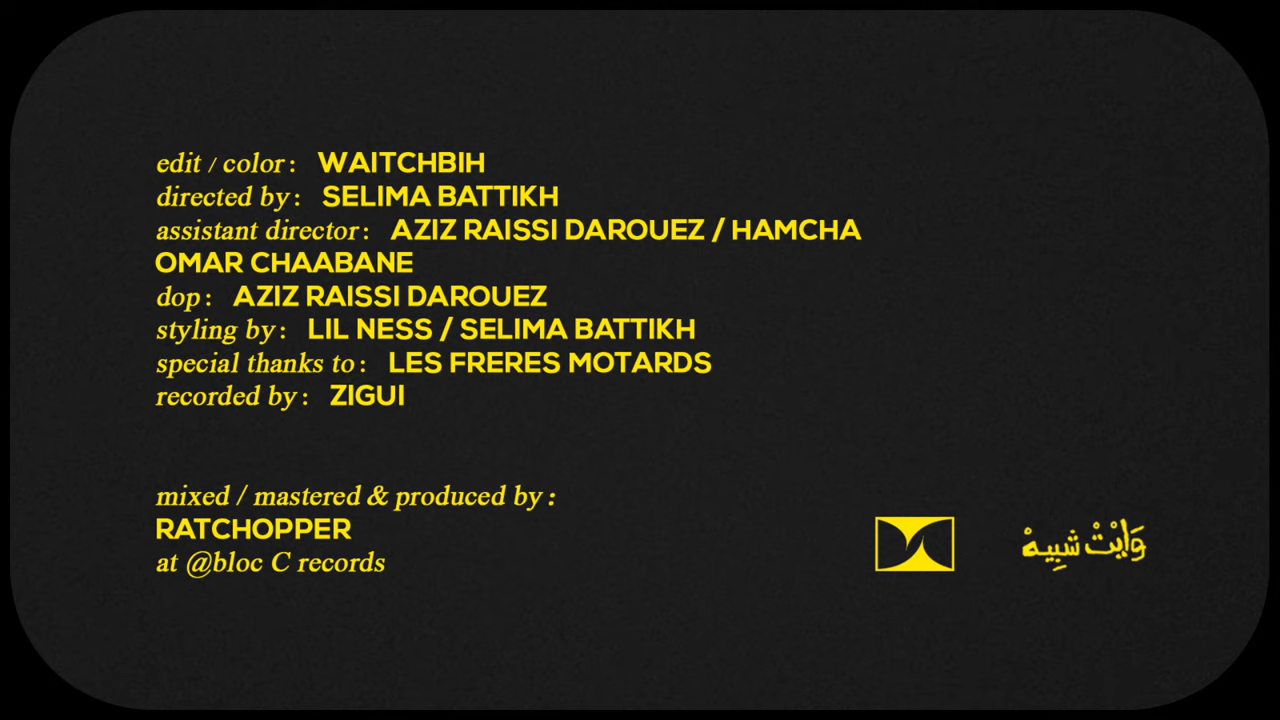 edit / color : WAITCHBIH
directed by : SELIMA BATTIKH
assistant director : AZIZ RAISSI DAROUEZ / HAMCHA
OMAR CHAABANE
dop : AZIZ RAISSI DAROUEZ
styling by : LIL NESS / SELIMA BATTIKH
special thanks to : LES FRERES MOTARDS
recorded by : ZIGUI
mixed / mastered & produced by :
RATCHOPPER
at @bloc C records
وَايْتْ شبِيهْ